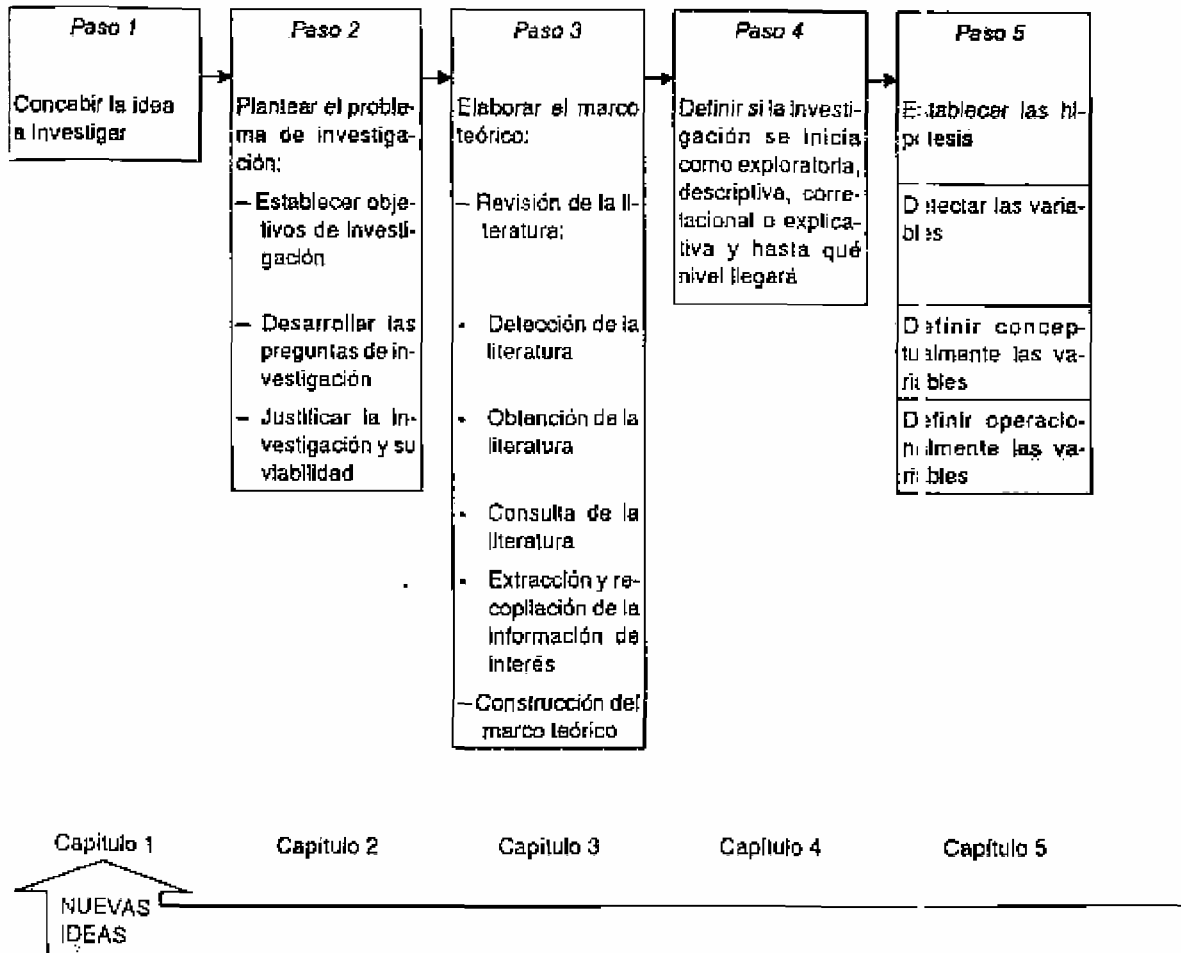 Paso 1
Concebir la idea
a Investigar
Paso 2
Plantear el proble-
ma de investiga-
ción:
– Establecer obje-
tivos de Investi-
gación
– Desarrollar las
preguntas de in-
vestigación
– Justificar la In-
vestigación y su
viabilidad
Paso 3
Elaborar el marco
teórico:
– Revisión de la li-
teratura:
• Detección de la
literatura
• Obtención de la
literatura
• Consulta de la
literatura
• Extracción y re-
copilación de la
información de
interés
– Construcción del
marco teórico
Paso 4
Definir si la investi-
gación se inicia
como exploratoria,
descriptiva, corre-
lacional o explica-
tiva y hasta qué
nivel llegará
Paso 5
Establecer las hi-
pótesis
Detectar las varia-
bles
Definir concep-
tualmente las va-
riables
Definir operacio-
nalmente las va-
riables
Capítulo 1
Capítulo 2
Capítulo 3
Capítulo 4
Capítulo 5
NUEVAS
IDEAS